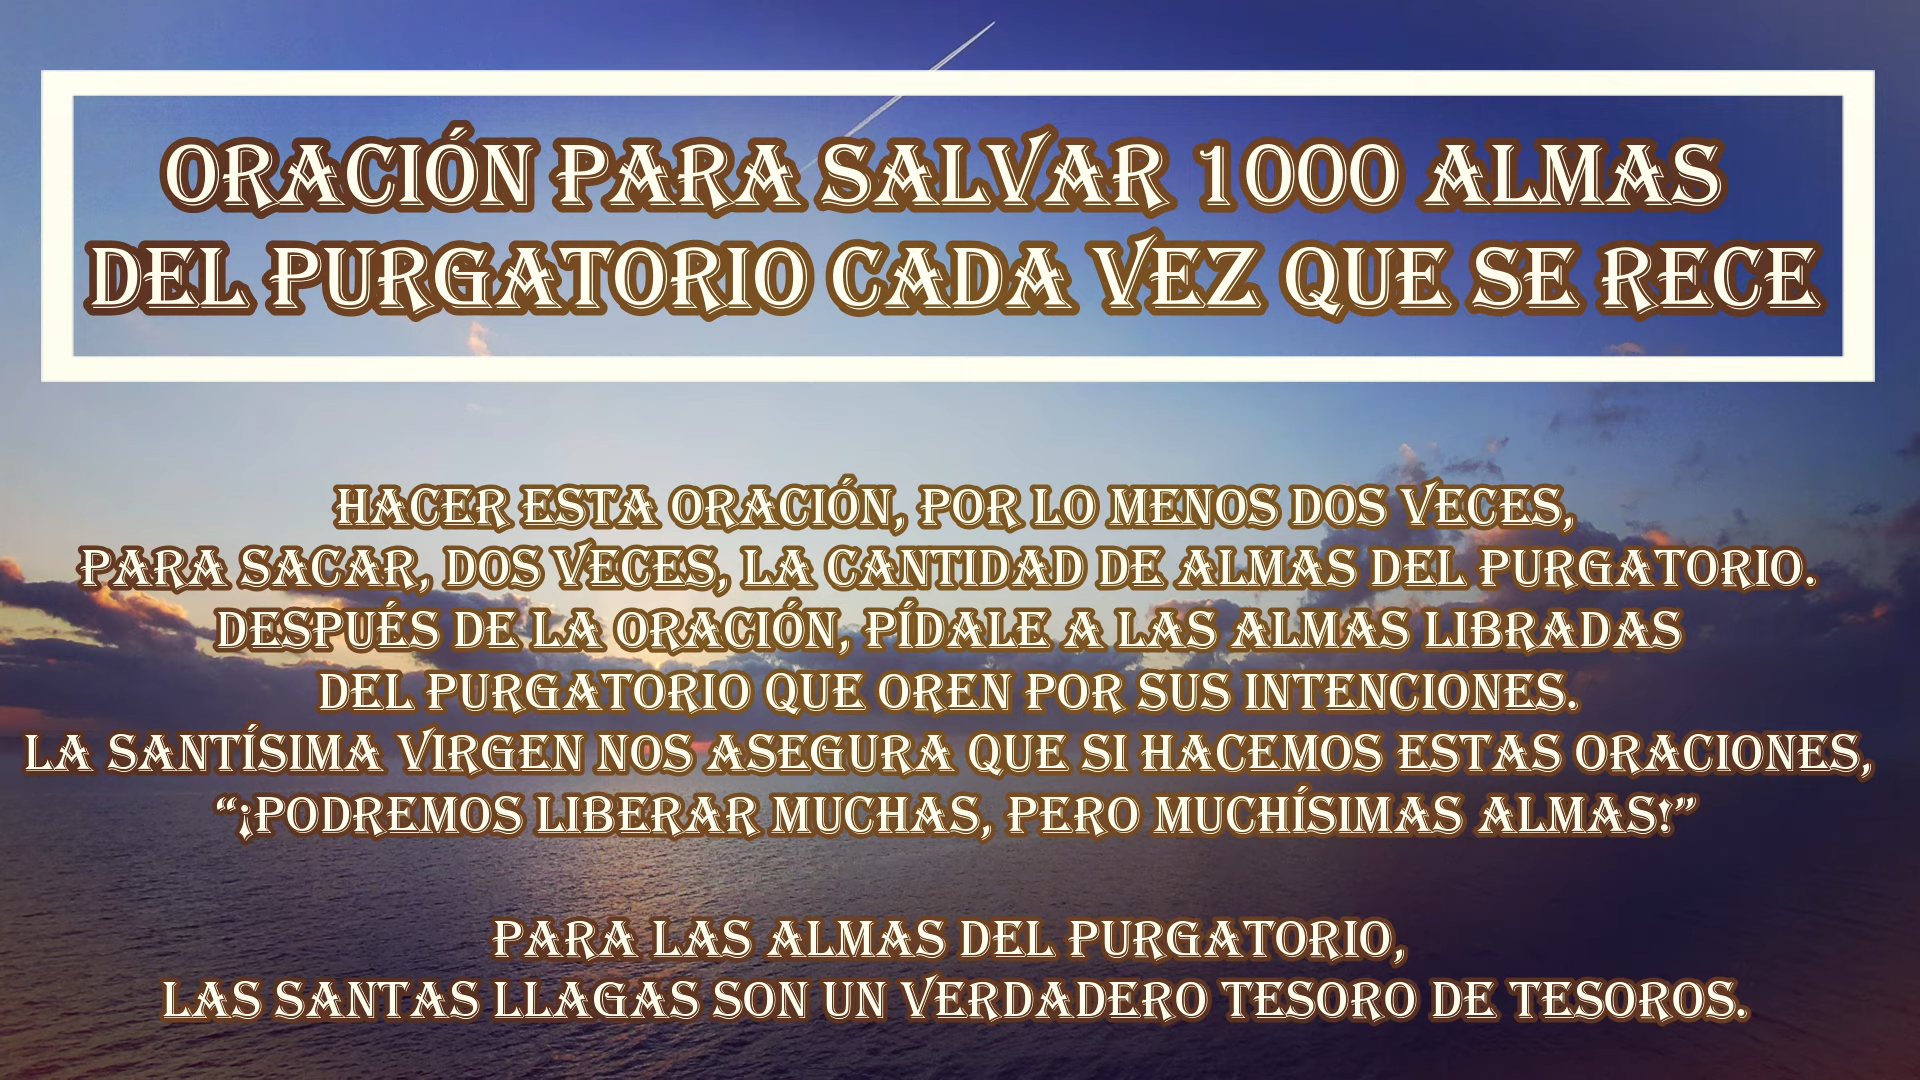 ORACIÓN PARA SALVAR 1000 ALMAS
DEL PURGATORIO CADA VEZ QUE SE RECE
HACER ESTA ORACIÓN, POR LO MENOS DOS VECES,
PARA SACAR, DOS VECES, LA CANTIDAD DE ALMAS DEL PURGATORIO.
DESPUÉS DE LA ORACIÓN, PÍDALE A LAS ALMAS LIBRADAS
DEL PURGATORIO QUE OREN POR SUS INTENCIONES.
LA SANTÍSIMA VIRGEN NOS ASEGURA QUE SI HACEMOS ESTAS ORACIONES,
“¡PODREMOS LIBERAR MUCHAS, PERO MUCHÍSIMAS ALMAS!”
PARA LAS ALMAS DEL PURGATORIO,
LAS SANTAS LLAGAS SON UN VERDADERO TESORO DE TESOROS.